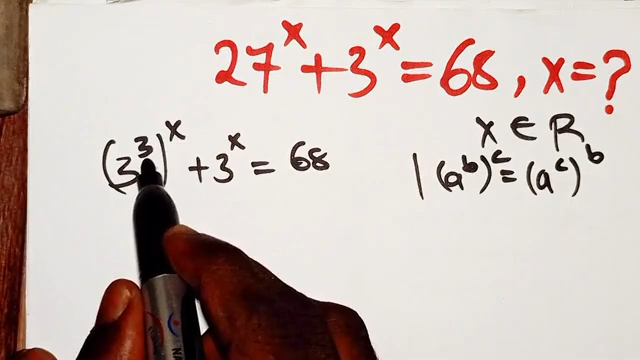 27^x + 3^x = 68, x = ?
x ∈ R
(3^3)^x + 3^x = 68 | (a^b)^c = (a^c)^b